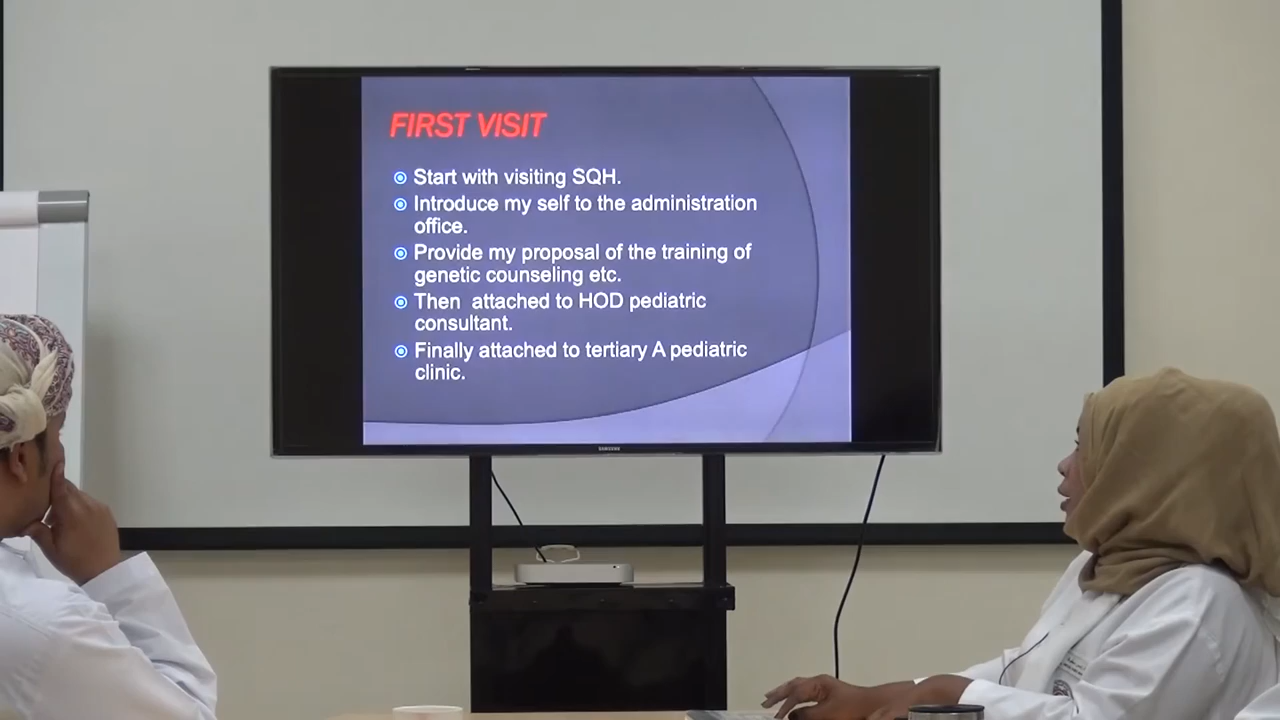 FIRST VISIT
Start with visiting SQH.
Introduce my self to the administration
office.
Provide my proposal of the training of
genetic counseling etc.
Then attached to HOD pediatric
consultant.
Finally attached to tertiary A pediatric
clinic.
SAMSUNG